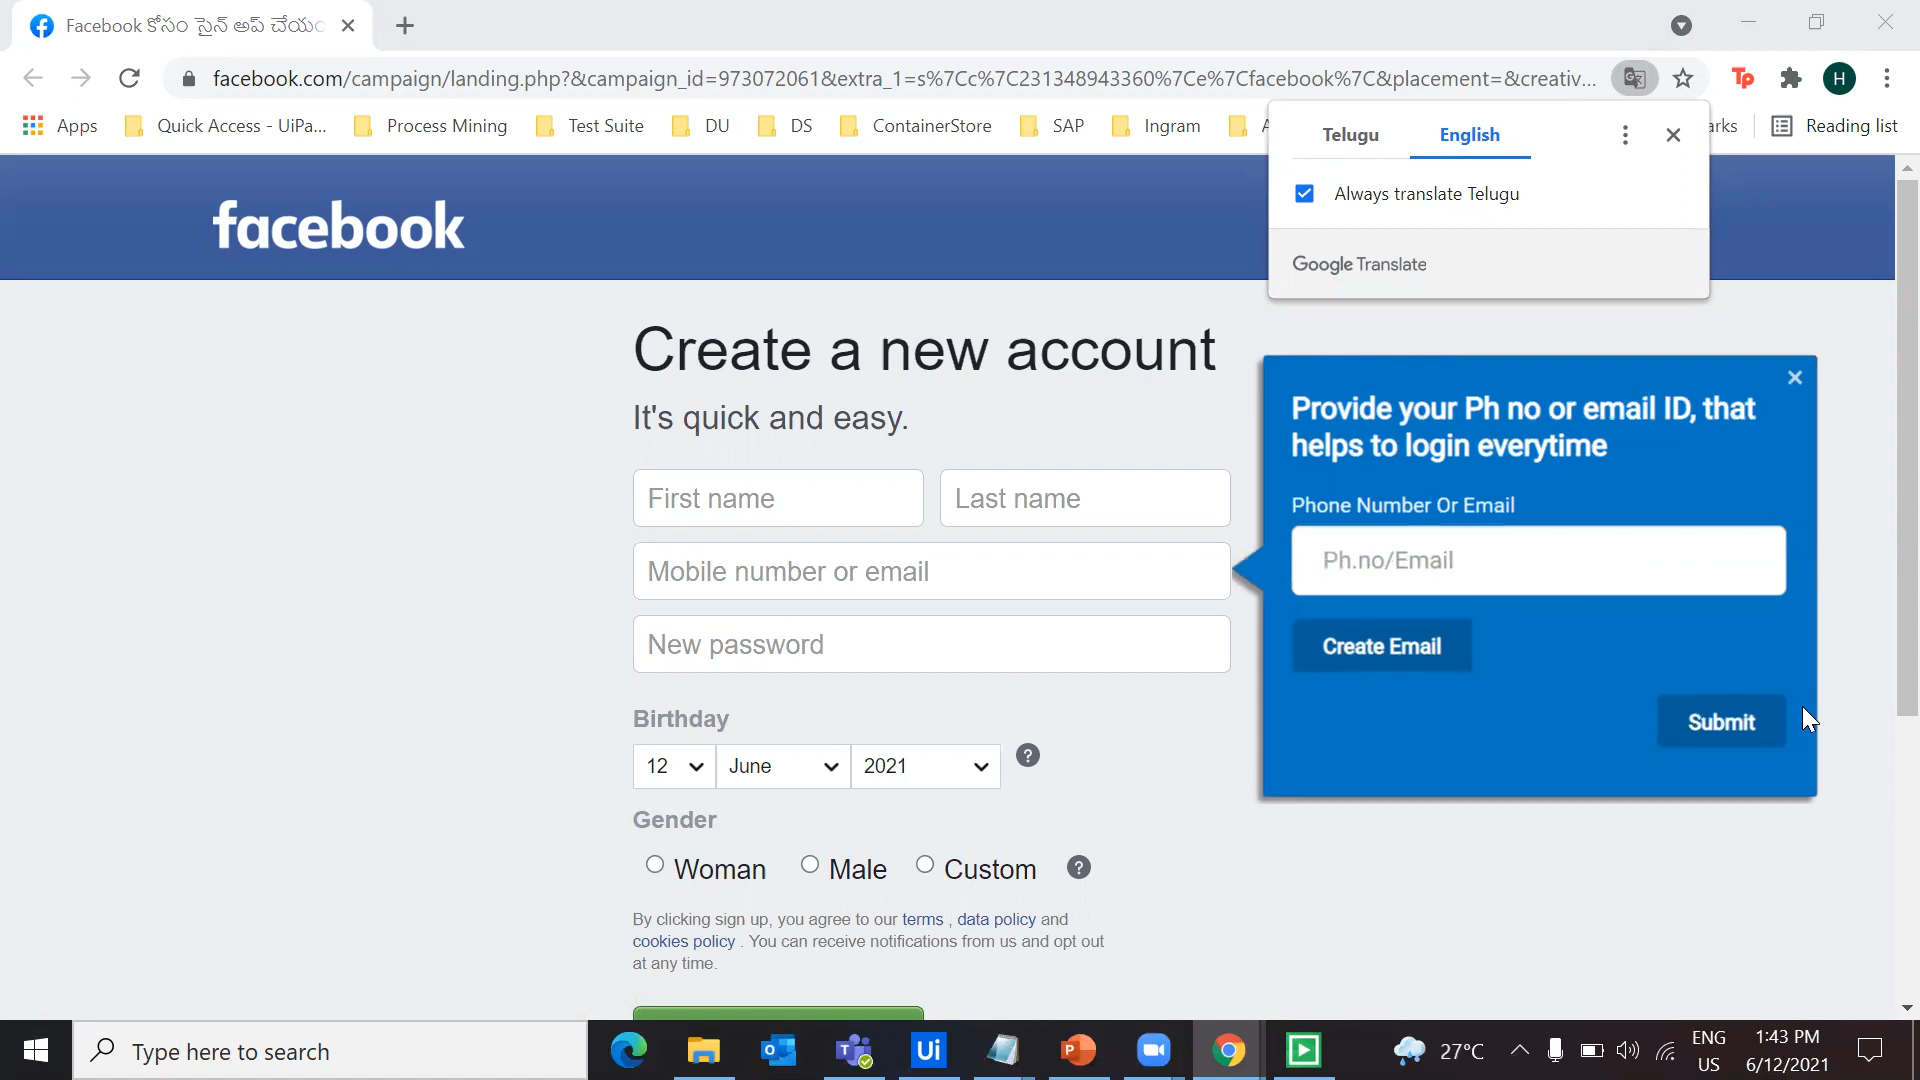 Facebook కోసం సైన్ అప్ చేయం
facebook.com/campaign/landing.php?&campaign_id=973072061&extra_1=s%7Cc%7C231348943360%7Ce%7Cfacebook%7C&placement=&creativ...
H
Apps
Quick Access - UiPa...
Process Mining
Test Suite
DU
DS
ContainerStore
SAP
Ingram
Reading list
Telugu
English
Always translate Telugu
Google Translate
facebook
Create a new account
It's quick and easy.
First name
Last name
Mobile number or email
New password
Birthday
12
June
2021
?
Gender
Woman
Male
Custom
?
By clicking sign up, you agree to our terms , data policy and
cookies policy . You can receive notifications from us and opt out
at any time.
Provide your Ph no or email ID, that
helps to login everytime
Phone Number Or Email
Ph.no/Email
Create Email
Submit
Type here to search
Ui
27°C
ENG
US
1:43 PM
6/12/2021